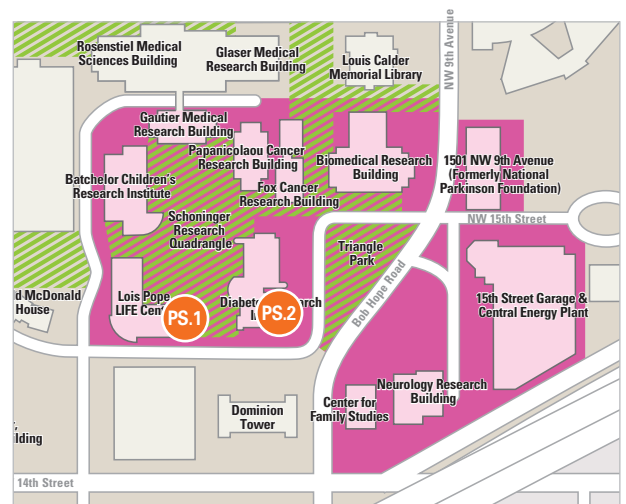 Rosenstiel Medical
Sciences Building
Glaser Medical
Research Building
Louis Calder
Memorial Library
NW 9th Avenue
Gautier Medical
Research Building
Papanicolaou Cancer
Research Building
Biomedical Research
Building
1501 NW 9th Avenue
(Formerly National
Parkinson Foundation)
Batchelor Children's
Research Institute
Fox Cancer
Research Building
Schoninger
Research
Quadrangle
NW 15th Street
Triangle
Park
Bob Hope Road
d McDonald
House
Lois Pope
LIFE Cen
PS.1
Diabet
rch
I
PS.2
15th Street Garage &
Central Energy Plant
Neurology Research
Building
Center for
Family Studies
Dominion
Tower
ilding
14th Street